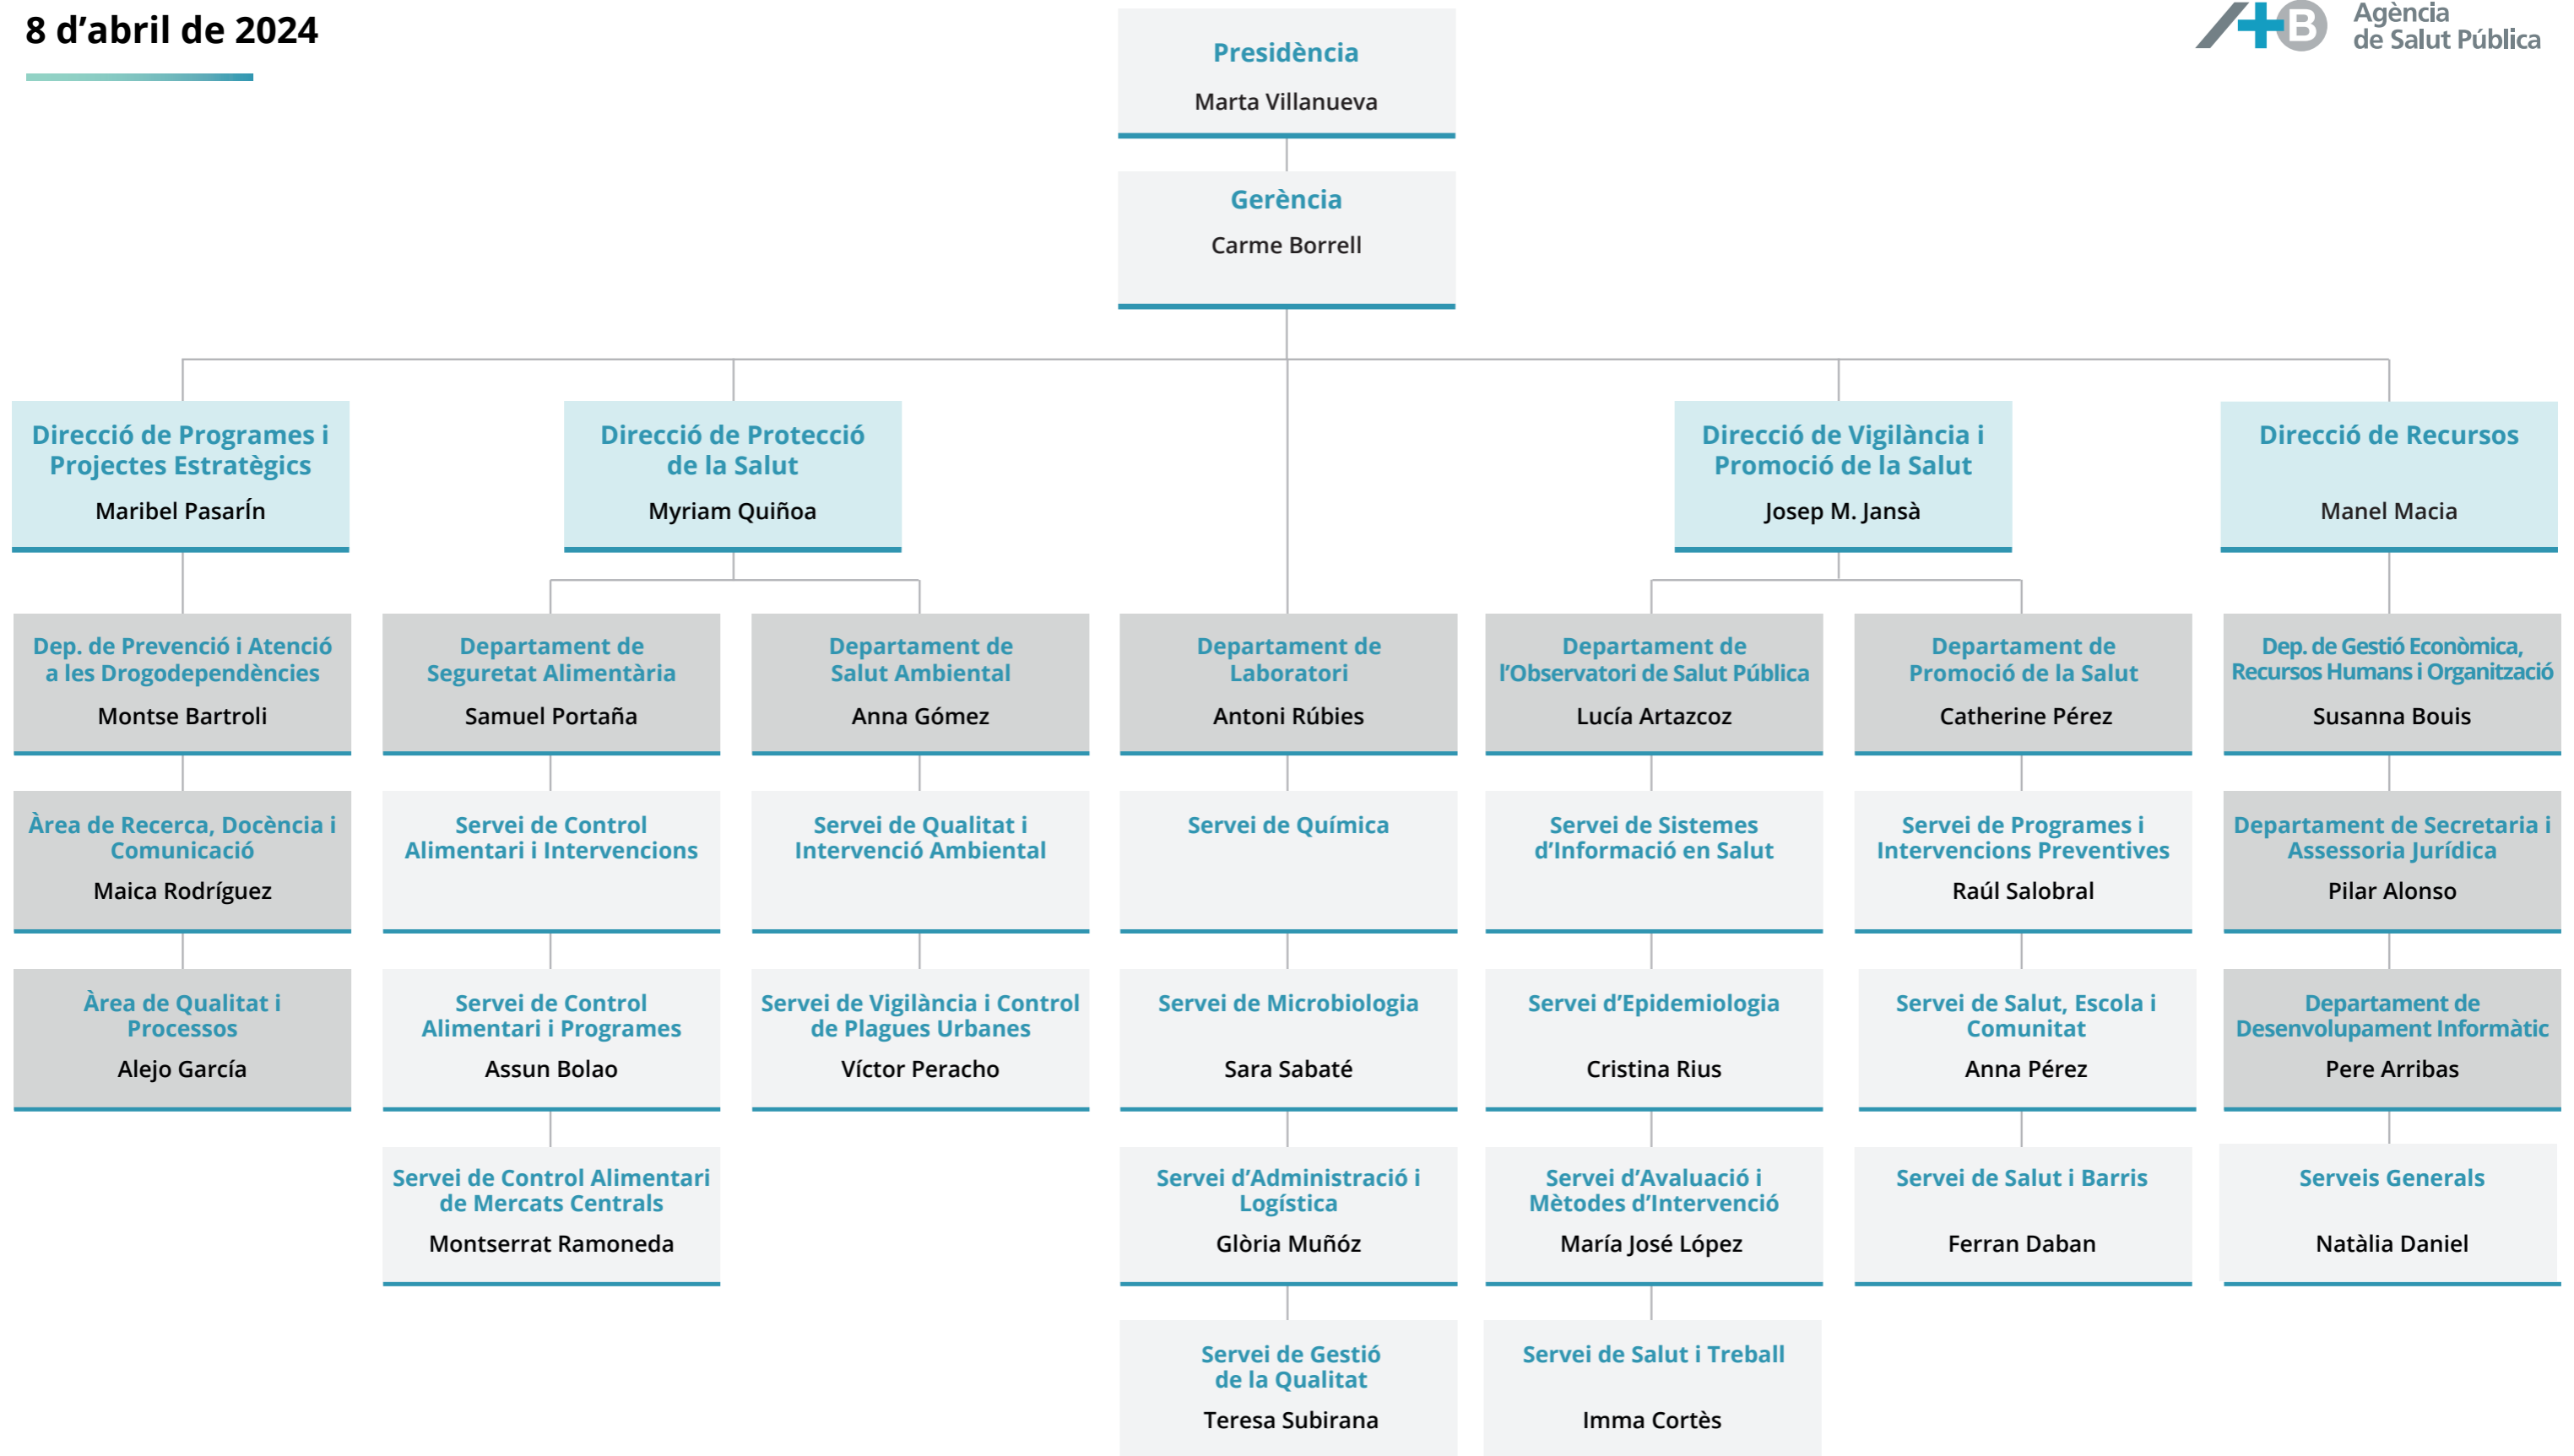 8 d’abril de 2024
B
Agència
de Salut Pública
Presidència
Marta Villanueva
Gerència
Carme Borrell
Direcció de Programes i
Projectes Estratègics
Maribel PasarÍn
Direcció de Protecció
de la Salut
Myriam Quiñoa
Direcció de Vigilància i
Promoció de la Salut
Josep M. Jansà
Direcció de Recursos
Manel Macia
Dep. de Prevenció i Atenció
a les Drogodependències
Montse Bartroli
Departament de
Seguretat Alimentària
Samuel Portaña
Departament de
Salut Ambiental
Anna Gómez
Departament de
Laboratori
Antoni Rúbies
Departament de
l’Observatori de Salut Pública
Lucía Artazcoz
Departament de
Promoció de la Salut
Catherine Pérez
Dep. de Gestió Econòmica,
Recursos Humans i Organització
Susanna Bouis
Àrea de Recerca, Docència i
Comunicació
Maica Rodríguez
Servei de Control
Alimentari i Intervencions
Servei de Qualitat i
Intervenció Ambiental
Servei de Química
Servei de Sistemes
d’Informació en Salut
Servei de Programes i
Intervencions Preventives
Raúl Salobral
Departament de Secretaria i
Assessoria Jurídica
Pilar Alonso
Àrea de Qualitat i
Processos
Alejo García
Servei de Control
Alimentari i Programes
Assun Bolao
Servei de Vigilància i Control
de Plagues Urbanes
Víctor Peracho
Servei de Microbiologia
Sara Sabaté
Servei d’Epidemiologia
Cristina Rius
Servei de Salut, Escola i
Comunitat
Anna Pérez
Departament de
Desenvolupament Informàtic
Pere Arribas
Servei de Control Alimentari
de Mercats Centrals
Montserrat Ramoneda
Servei d’Administració i
Logística
Glòria Muñóz
Servei d’Avaluació i
Mètodes d’Intervenció
María José López
Servei de Salut i Barris
Ferran Daban
Serveis Generals
Natàlia Daniel
Servei de Gestió
de la Qualitat
Teresa Subirana
Servei de Salut i Treball
Imma Cortès